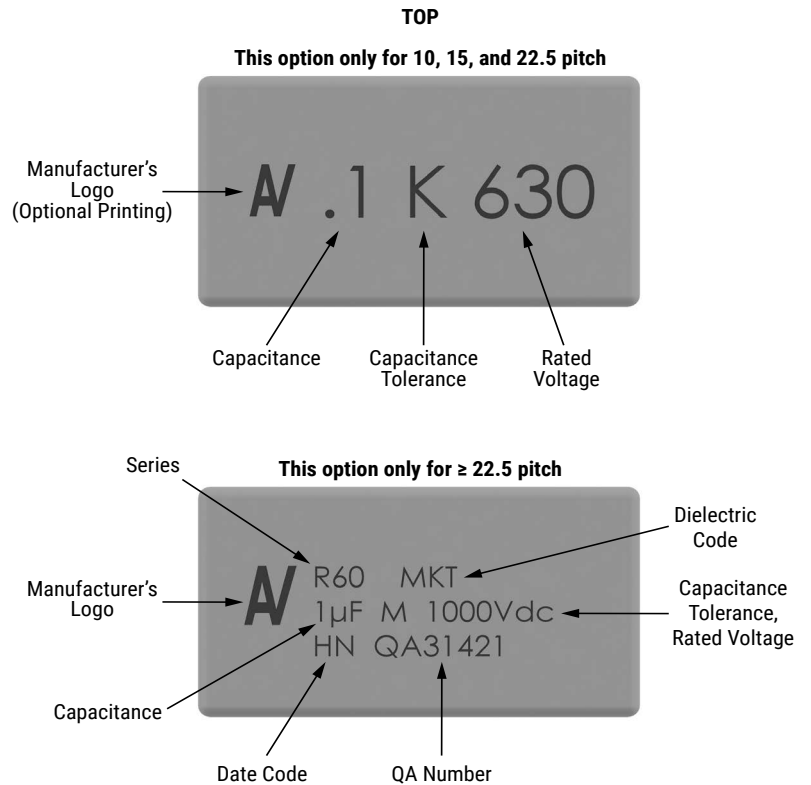 TOP
This option only for 10, 15, and 22.5 pitch
Manufacturer’s
Logo
(Optional Printing)
.1 K 630
Capacitance
Capacitance
Tolerance
Rated
Voltage
Series
This option only for ≥ 22.5 pitch
Dielectric
Code
R60 MKT
Manufacturer’s
Logo
1µF M 1000Vdc
Capacitance
Tolerance,
Rated Voltage
HN QA31421
Capacitance
Date Code
QA Number